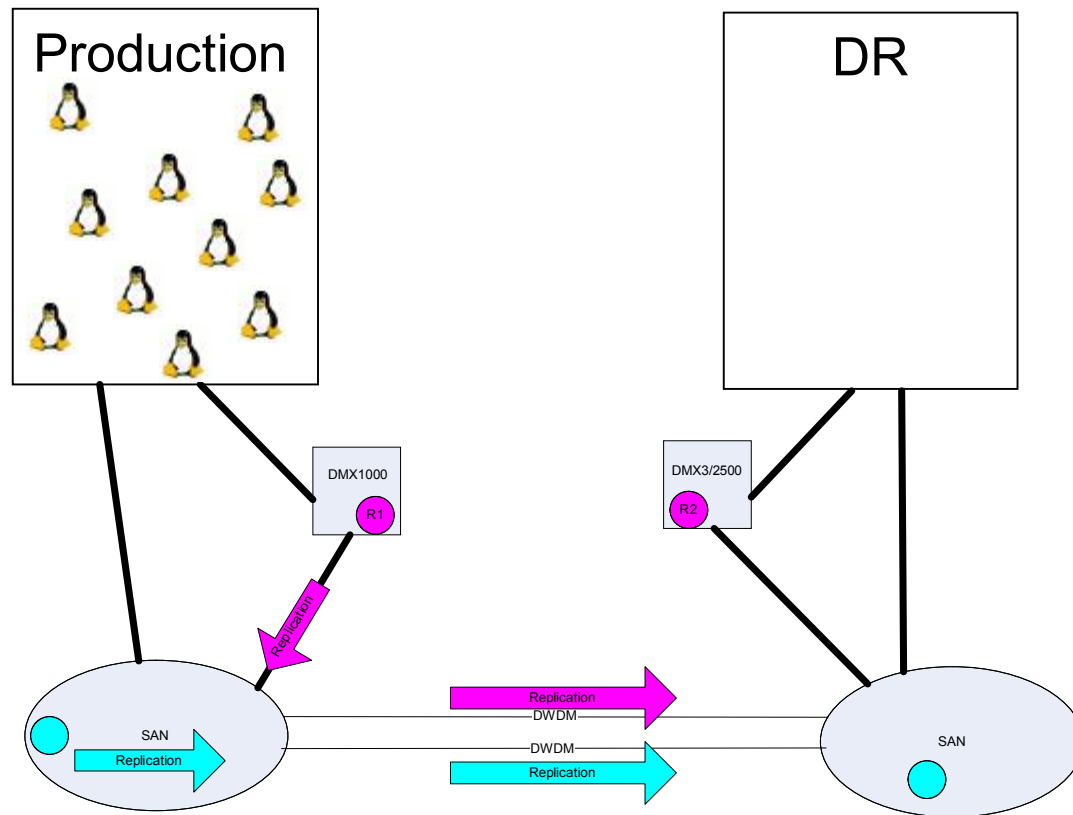 Production
DR
DMX1000
R1
DMX3/2500
R2
Replication
Replication
DWDM
SAN
Replication
DWDM
Replication
SAN